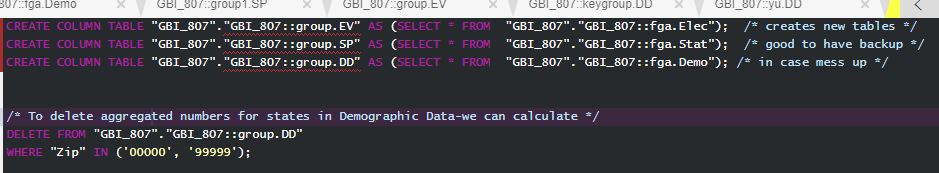 ::fga.Demo
GBI_807::group1.SP
GBI_807::group.EV
GBI_807::keygroup.DD
GBI_807::yu.DD
CREATE COLUMN TABLE "GBI_807"."GBI_807::group.EV" AS (SELECT * FROM "GBI_807"."GBI_807::fga.Elec"); /* creates new tables */
CREATE COLUMN TABLE "GBI_807"."GBI_807::group.SP" AS (SELECT * FROM "GBI_807"."GBI_807::fga.Stat"); /* good to have backup */
CREATE COLUMN TABLE "GBI_807"."GBI_807::group.DD" AS (SELECT * FROM "GBI_807"."GBI_807::fga.Demo"); /* in case mess up */
/* To delete aggregated numbers for states in Demographic Data-we can calculate */
DELETE FROM "GBI_807"."GBI_807::group.DD"
WHERE "Zip" IN ('00000', '99999');